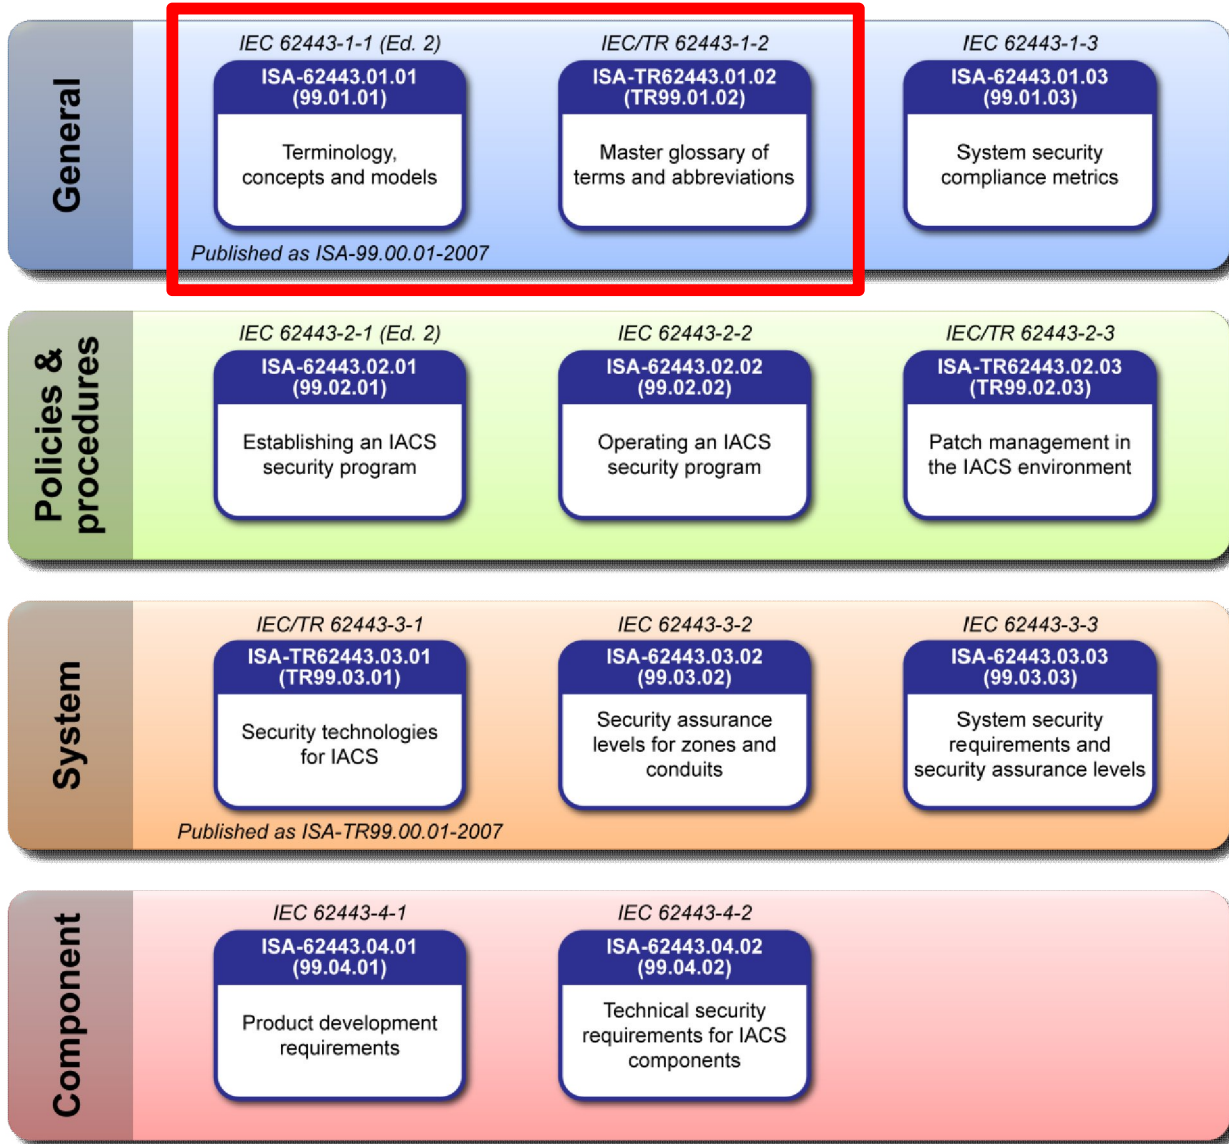 General
IEC 62443-1-1 (Ed. 2)
ISA-62443.01.01
(99.01.01)
Terminology,
concepts and models
Published as ISA-99.00.01-2007
IEC/TR 62443-1-2
ISA-TR62443.01.02
(TR99.01.02)
Master glossary of
terms and abbreviations
IEC 62443-1-3
ISA-62443.01.03
(99.01.03)
System security
compliance metrics
Policies &
procedures
IEC 62443-2-1 (Ed. 2)
ISA-62443.02.01
(99.02.01)
Establishing an IACS
security program
IEC 62443-2-2
ISA-62443.02.02
(99.02.02)
Operating an IACS
security program
IEC/TR 62443-2-3
ISA-TR62443.02.03
(TR99.02.03)
Patch management in
the IACS environment
System
IEC/TR 62443-3-1
ISA-TR62443.03.01
(TR99.03.01)
Security technologies
for IACS
Published as ISA-TR99.00.01-2007
IEC 62443-3-2
ISA-62443.03.02
(99.03.02)
Security assurance
levels for zones and
conduits
IEC 62443-3-3
ISA-62443.03.03
(99.03.03)
System security
requirements and
security assurance levels
Component
IEC 62443-4-1
ISA-62443.04.01
(99.04.01)
Product development
requirements
IEC 62443-4-2
ISA-62443.04.02
(99.04.02)
Technical security
requirements for IACS
components